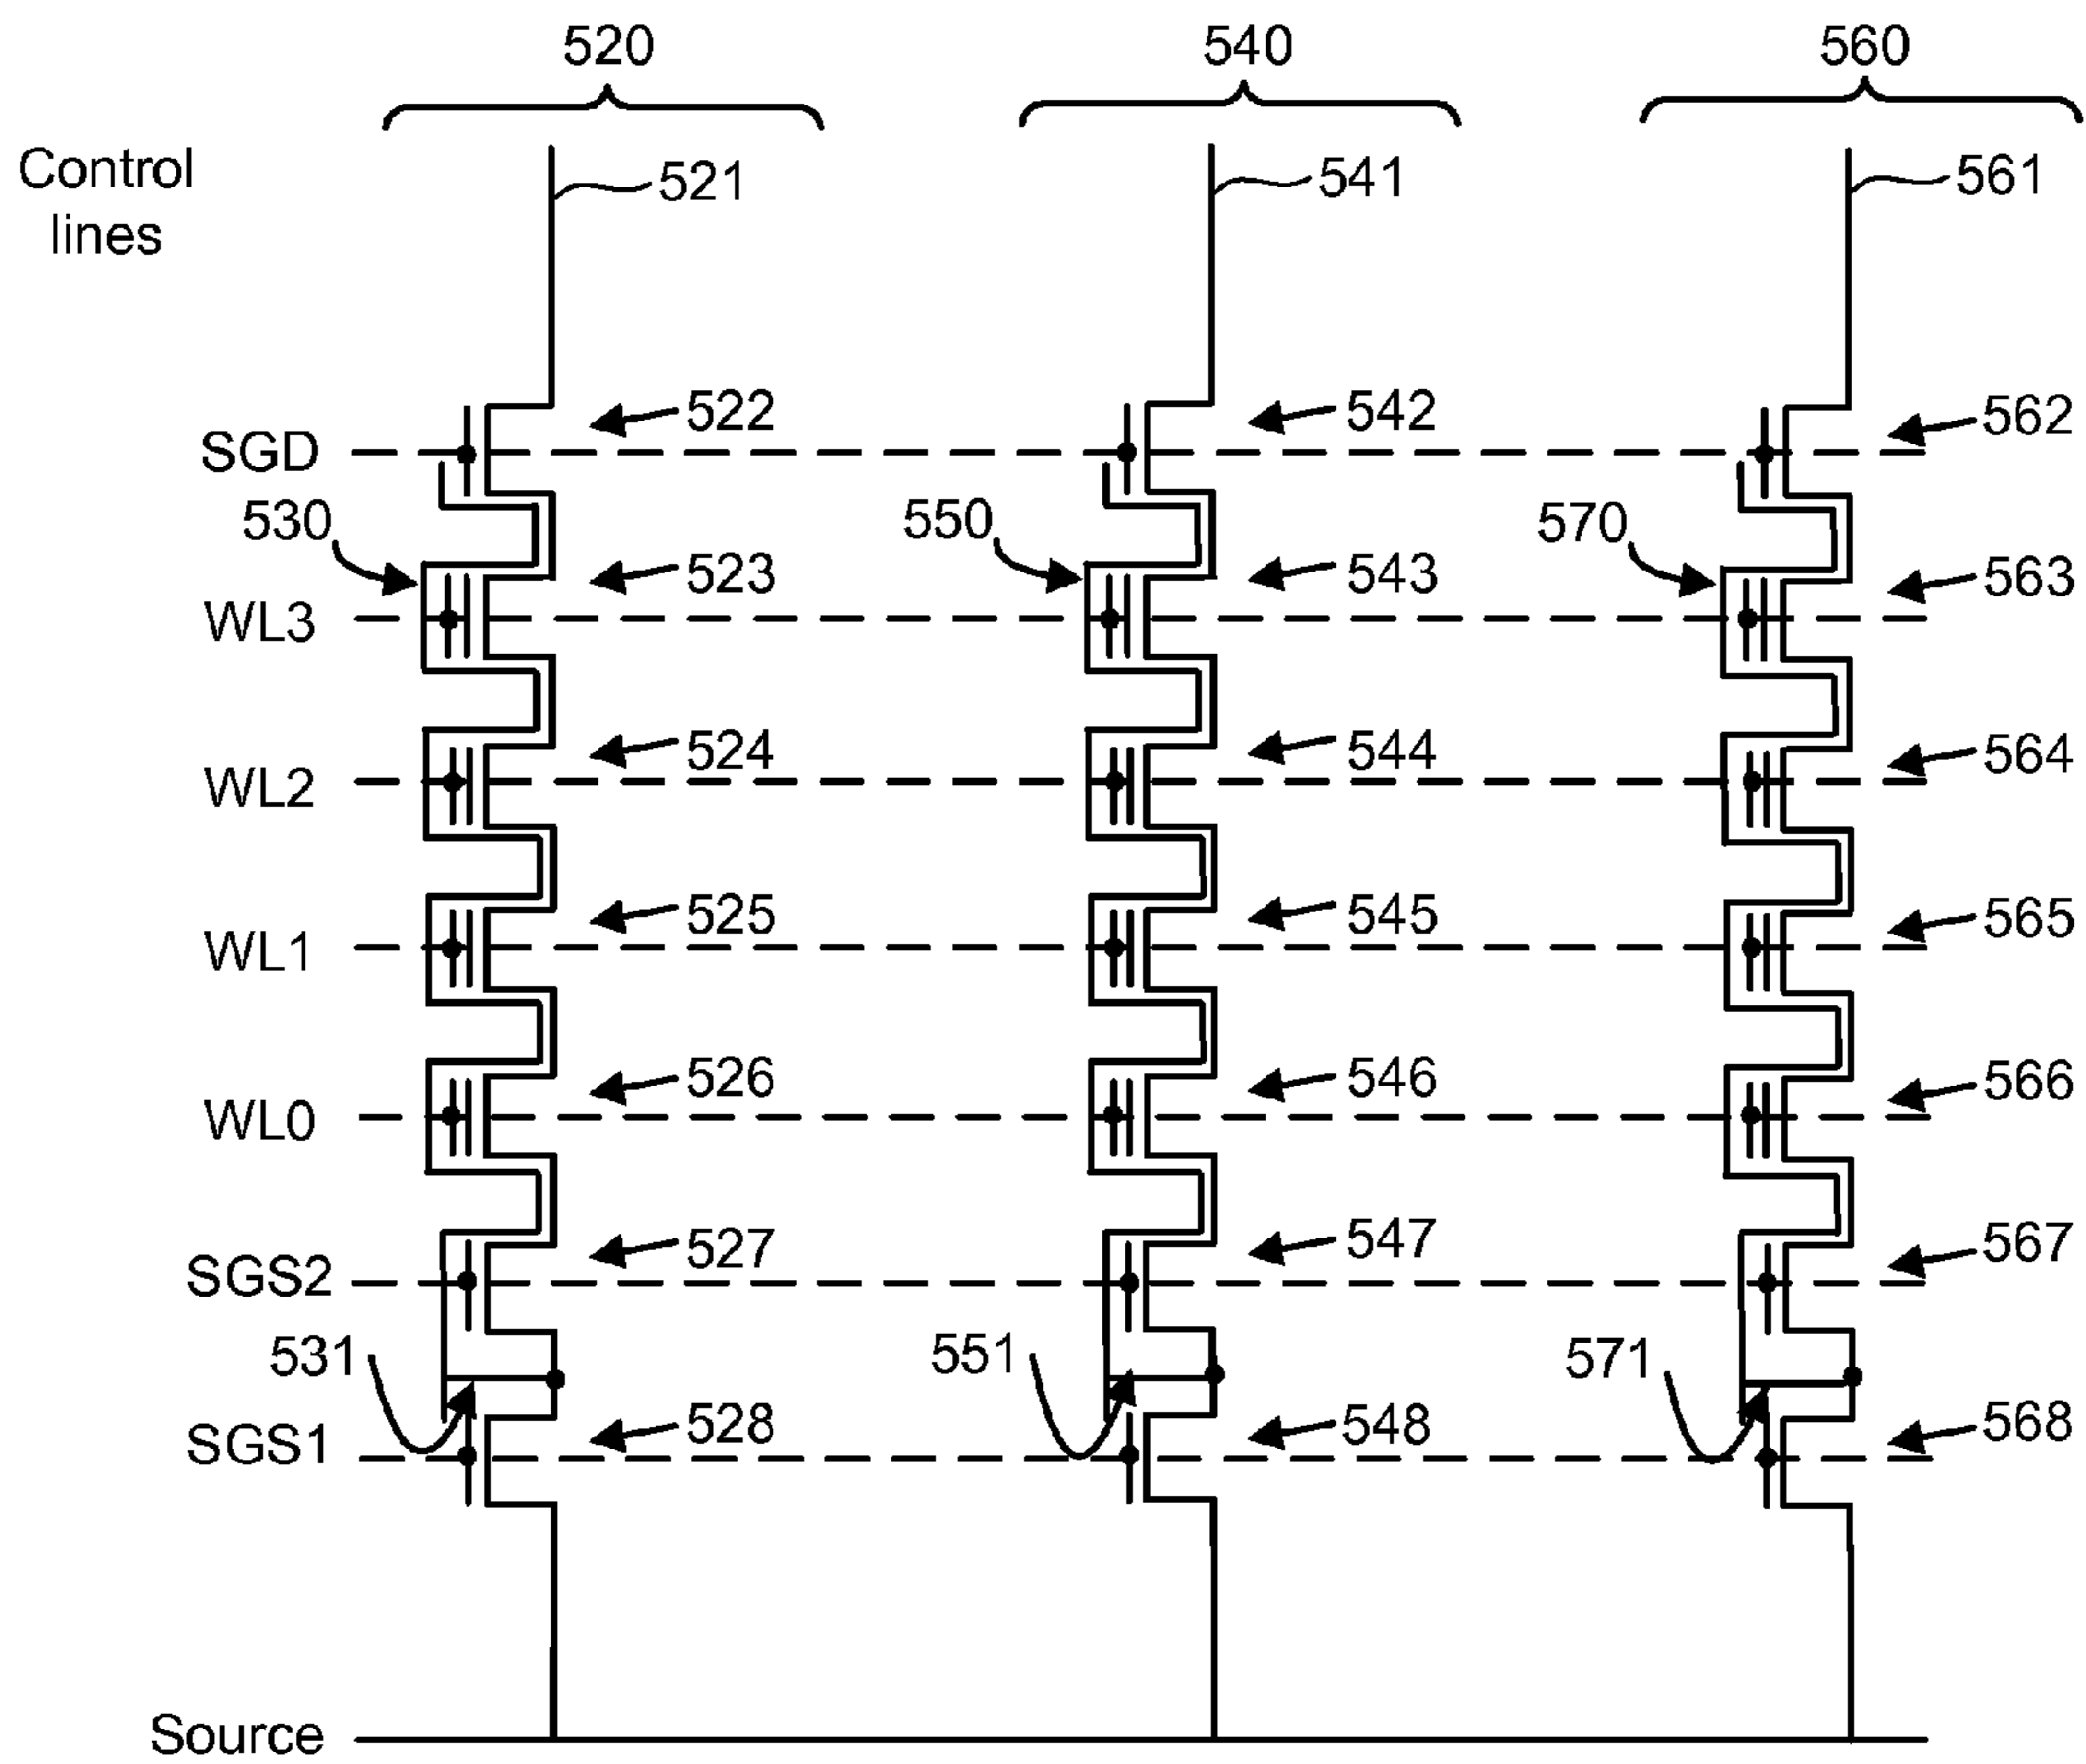 520 540 560
Control
lines
521 541 561
SGD 522 542 562
530 550 570
WL3 523 543 563
WL2 524 544 564
WL1 525 545 565
WL0 526 546 566
SGS2 527 547 567
531 551 571
SGS1 528 548 568
Source